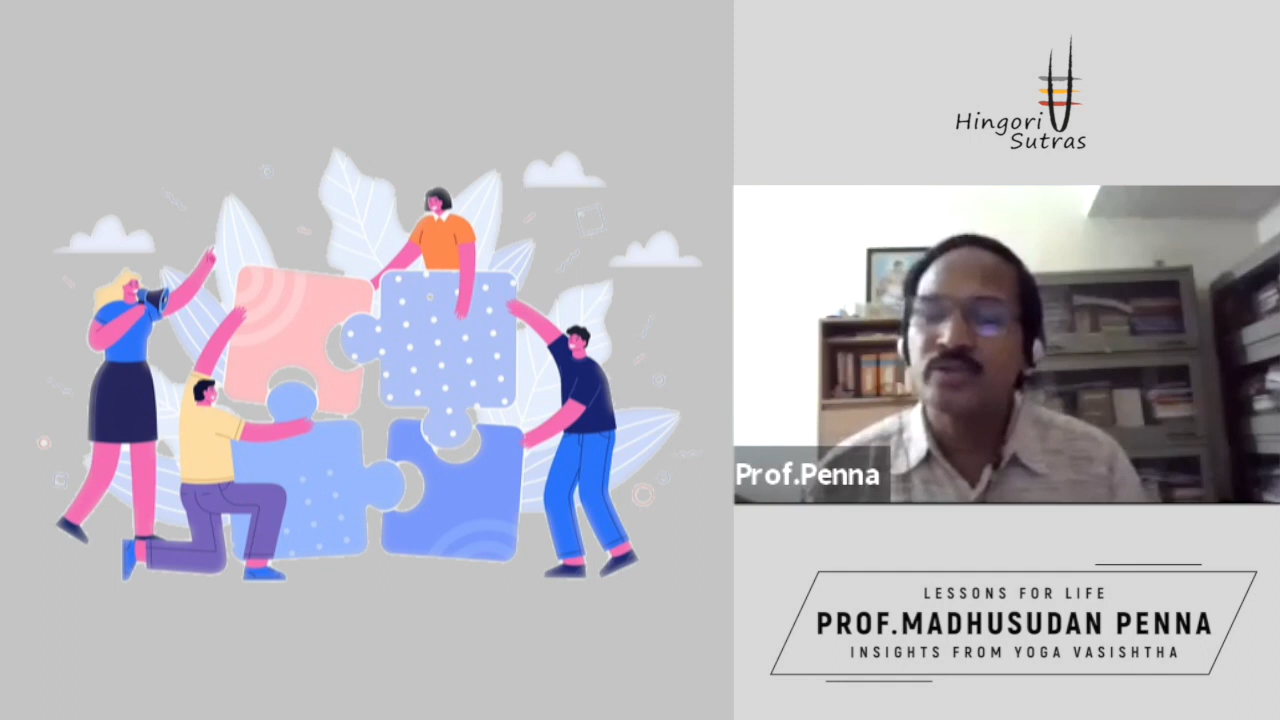 Hingori
Sutras
Prof.Penna
LESSONS FOR LIFE
PROF.MADHUSUDAN PENNA
INSIGHTS FROM YOGA VASISHTHA